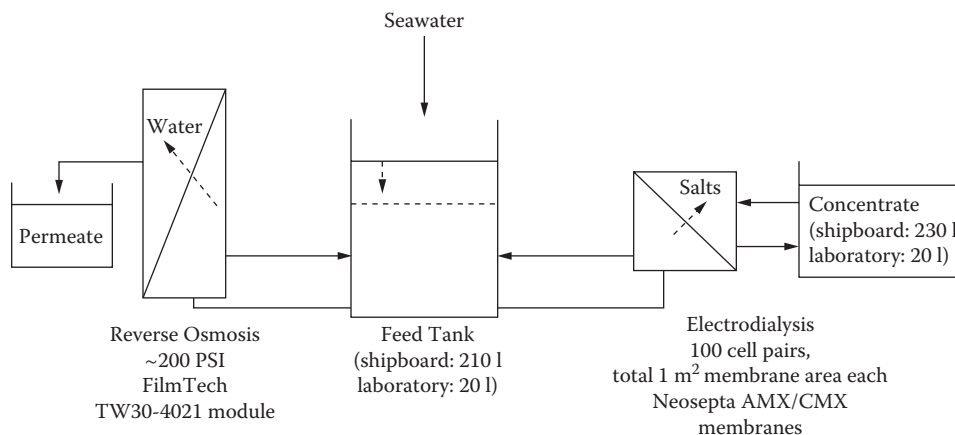 Seawater
Water
Permeate
Salts
Concentrate
(shipboard: 230 l
laboratory: 20 l)
Reverse Osmosis
~200 PSI
FilmTech
TW30-4021 module
Feed Tank
(shipboard: 210 l
laboratory: 20 l)
Electrodialysis
100 cell pairs,
total 1 m² membrane area each
Neosepta AMX/CMX
membranes